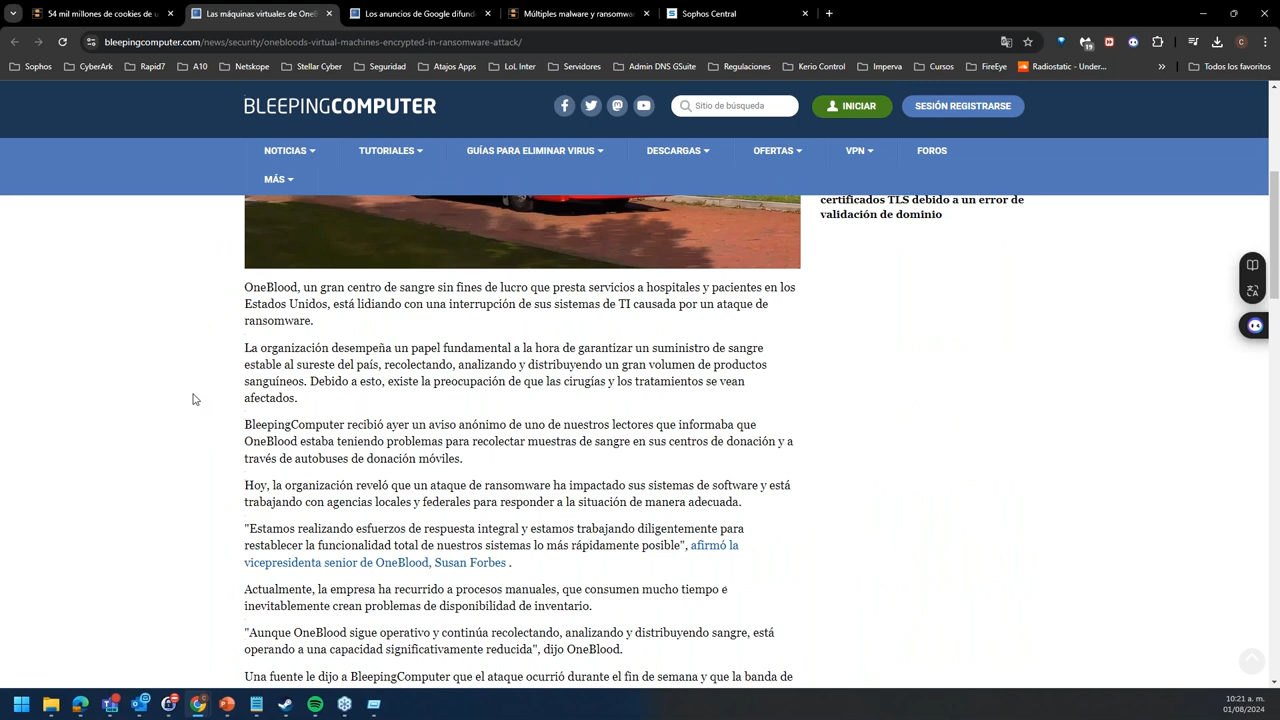 54 mil millones de cookies de u
Las máquinas virtuales de OneB
Los anuncios de Google difund
Múltiples malware y ransomwar
Sophos Central
bleepingcomputer.com/news/security/onebloods-virtual-machines-encrypted-in-ransomware-attack/
Sophos
CyberArk
Rapid7
A10
Netskope
Stellar Cyber
Seguridad
Atajos Apps
LoL Inter
Servidores
Admin DNS GSuite
Regulaciones
Kerio Control
Imperva
Cursos
FireEye
Radiostatic - Under...
Todos los favoritos
BLEEPINGCOMPUTER
Sitio de búsqueda
INICIAR
SESIÓN REGISTRARSE
NOTICIAS
TUTORIALES
GUÍAS PARA ELIMINAR VIRUS
DESCARGAS
OFERTAS
VPN
FOROS
MÁS
certificados TLS debido a un error de
validación de dominio
OneBlood, un gran centro de sangre sin fines de lucro que presta servicios a hospitales y pacientes en los
Estados Unidos, está lidiando con una interrupción de sus sistemas de TI causada por un ataque de
ransomware.
La organización desempeña un papel fundamental a la hora de garantizar un suministro de sangre
estable al sureste del país, recolectando, analizando y distribuyendo un gran volumen de productos
sanguíneos. Debido a esto, existe la preocupación de que las cirugías y los tratamientos se vean
afectados.
BleepingComputer recibió ayer un aviso anónimo de uno de nuestros lectores que informaba que
OneBlood estaba teniendo problemas para recolectar muestras de sangre en sus centros de donación y a
través de autobuses de donación móviles.
Hoy, la organización reveló que un ataque de ransomware ha impactado sus sistemas de software y está
trabajando con agencias locales y federales para responder a la situación de manera adecuada.
"Estamos realizando esfuerzos de respuesta integral y estamos trabajando diligentemente para
restablecer la funcionalidad total de nuestros sistemas lo más rápidamente posible", afirmó la
vicepresidenta senior de OneBlood, Susan Forbes .
Actualmente, la empresa ha recurrido a procesos manuales, que consumen mucho tiempo e
inevitablemente crean problemas de disponibilidad de inventario.
"Aunque OneBlood sigue operativo y continúa recolectando, analizando y distribuyendo sangre, está
operando a una capacidad significativamente reducida", dijo OneBlood.
Una fuente le dijo a BleepingComputer que el ataque ocurrió durante el fin de semana y que la banda de
10:21 a. m.
01/08/2024